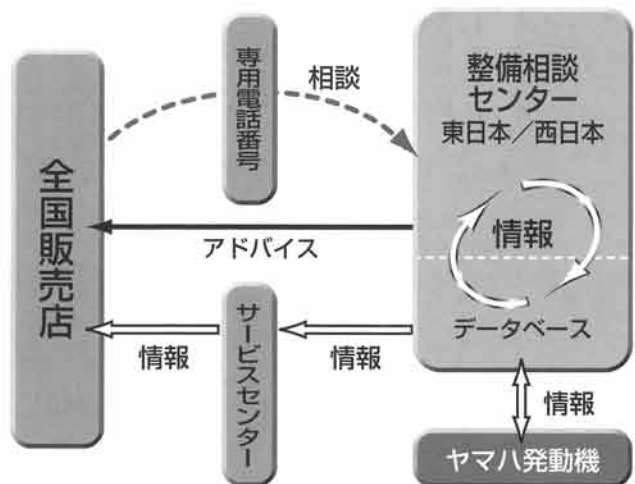 全国販売店
専用電話番号
相談
整備相談
センター
東日本／西日本
情報
データベース
アドバイス
情報
サービスセンター
情報
情報
ヤマハ発動機